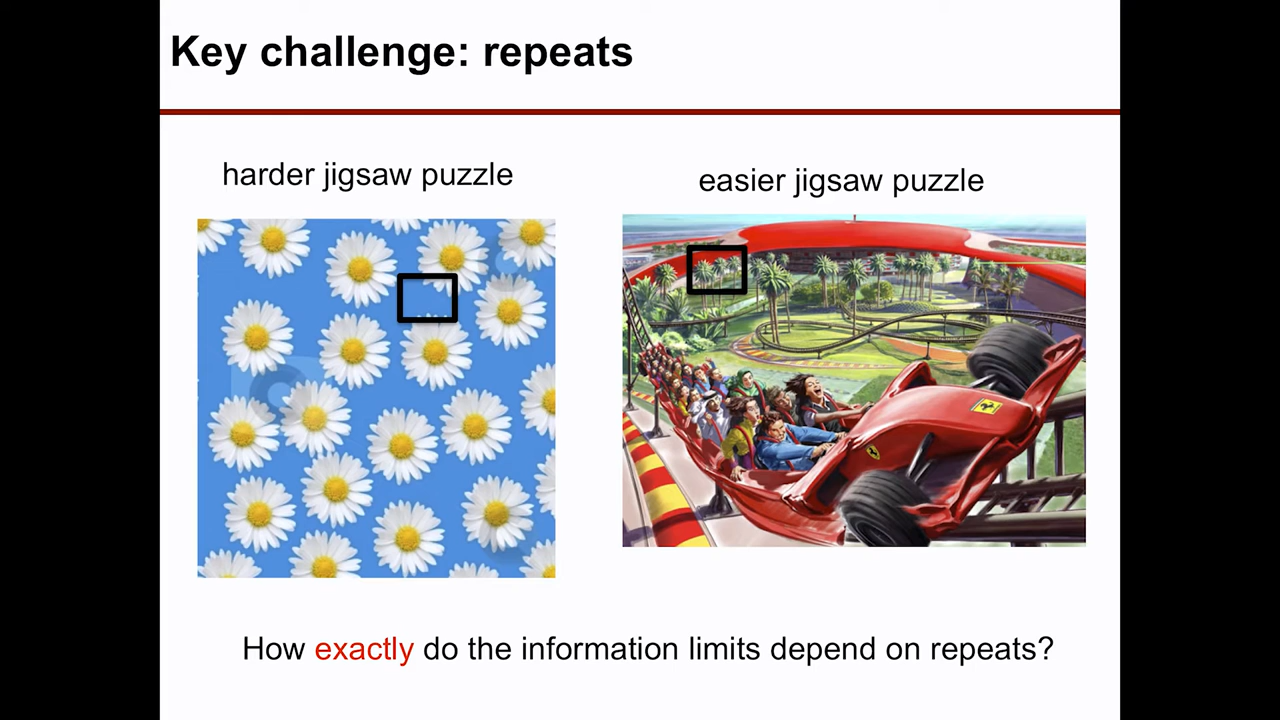 Key challenge: repeats
harder jigsaw puzzle
easier jigsaw puzzle
How exactly do the information limits depend on repeats?